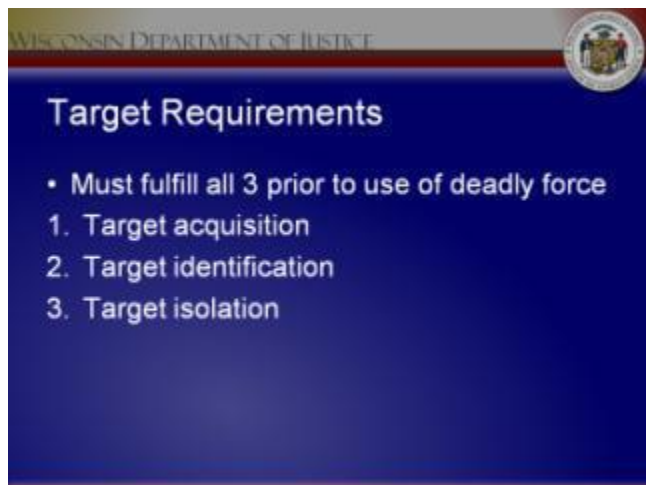 WISCONSIN DEPARTMENT OF JUSTICE
Target Requirements
• Must fulfill all 3 prior to use of deadly force
1. Target acquisition
2. Target identification
3. Target isolation